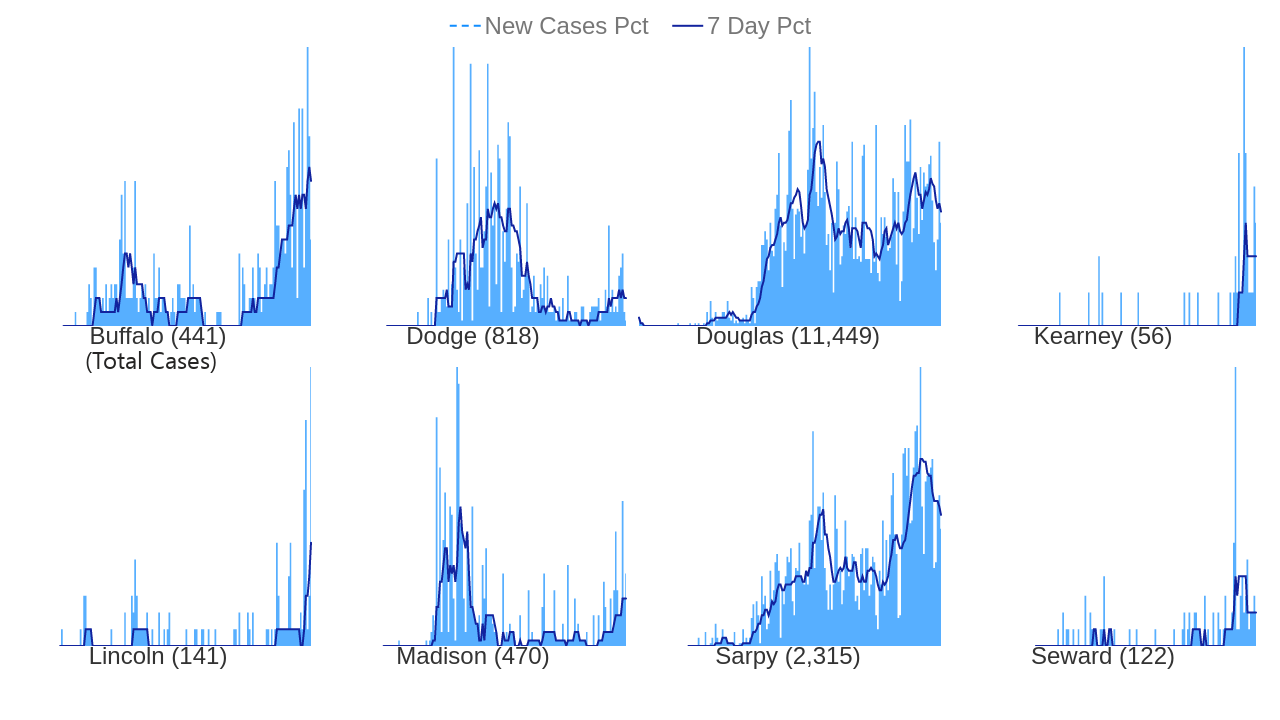 New Cases Pct 7 Day Pct
Buffalo (441) Dodge (818) Douglas (11,449) Kearney (56)
(Total Cases)
Lincoln (141) Madison (470) Sarpy (2,315) Seward (122)